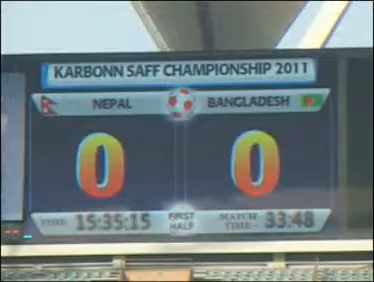 KARBONN SAFF CHAMPIONSHIP 2011
NEPAL BANGLADESH
0 0
TIME 15:35:15 FIRST HALF MATCH TIME- 33:48